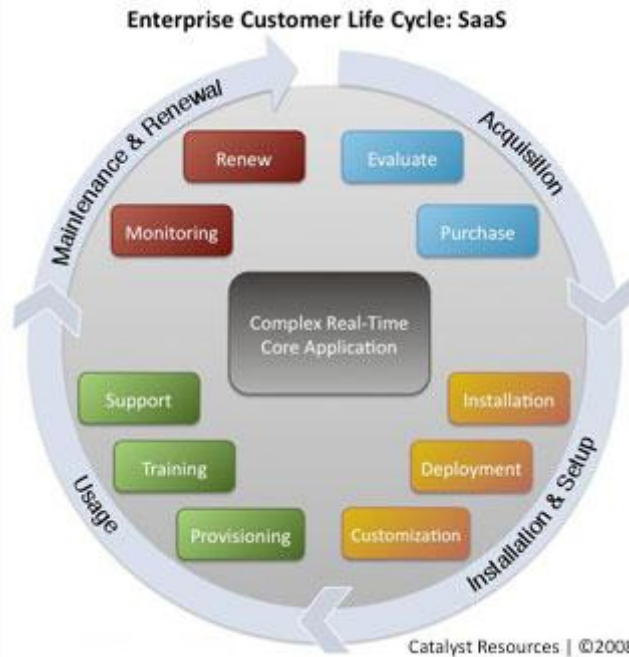 Enterprise Customer Life Cycle: SaaS
Maintenance & Renewal
Acquisition
Renew
Evaluate
Monitoring
Purchase
Complex Real-Time
Core Application
Support
Installation
Training
Deployment
Provisioning
Customization
Usage
Installation & Setup
Catalyst Resources | ©2008